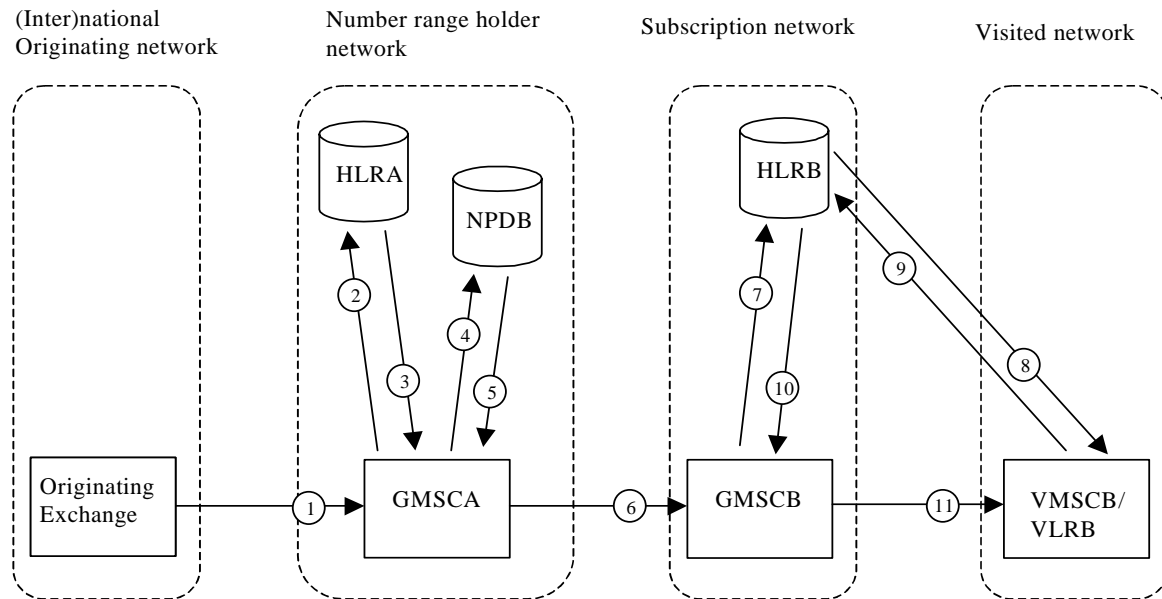 (Inter)national
Originating network
Number range holder
network
Subscription network
Visited network
HLRA
NPDB
HLRB
2
4
3
5
7
10
9
8
Originating
Exchange
1
GMSCA
6
GMSCB
11
VMSCB/
VLRB